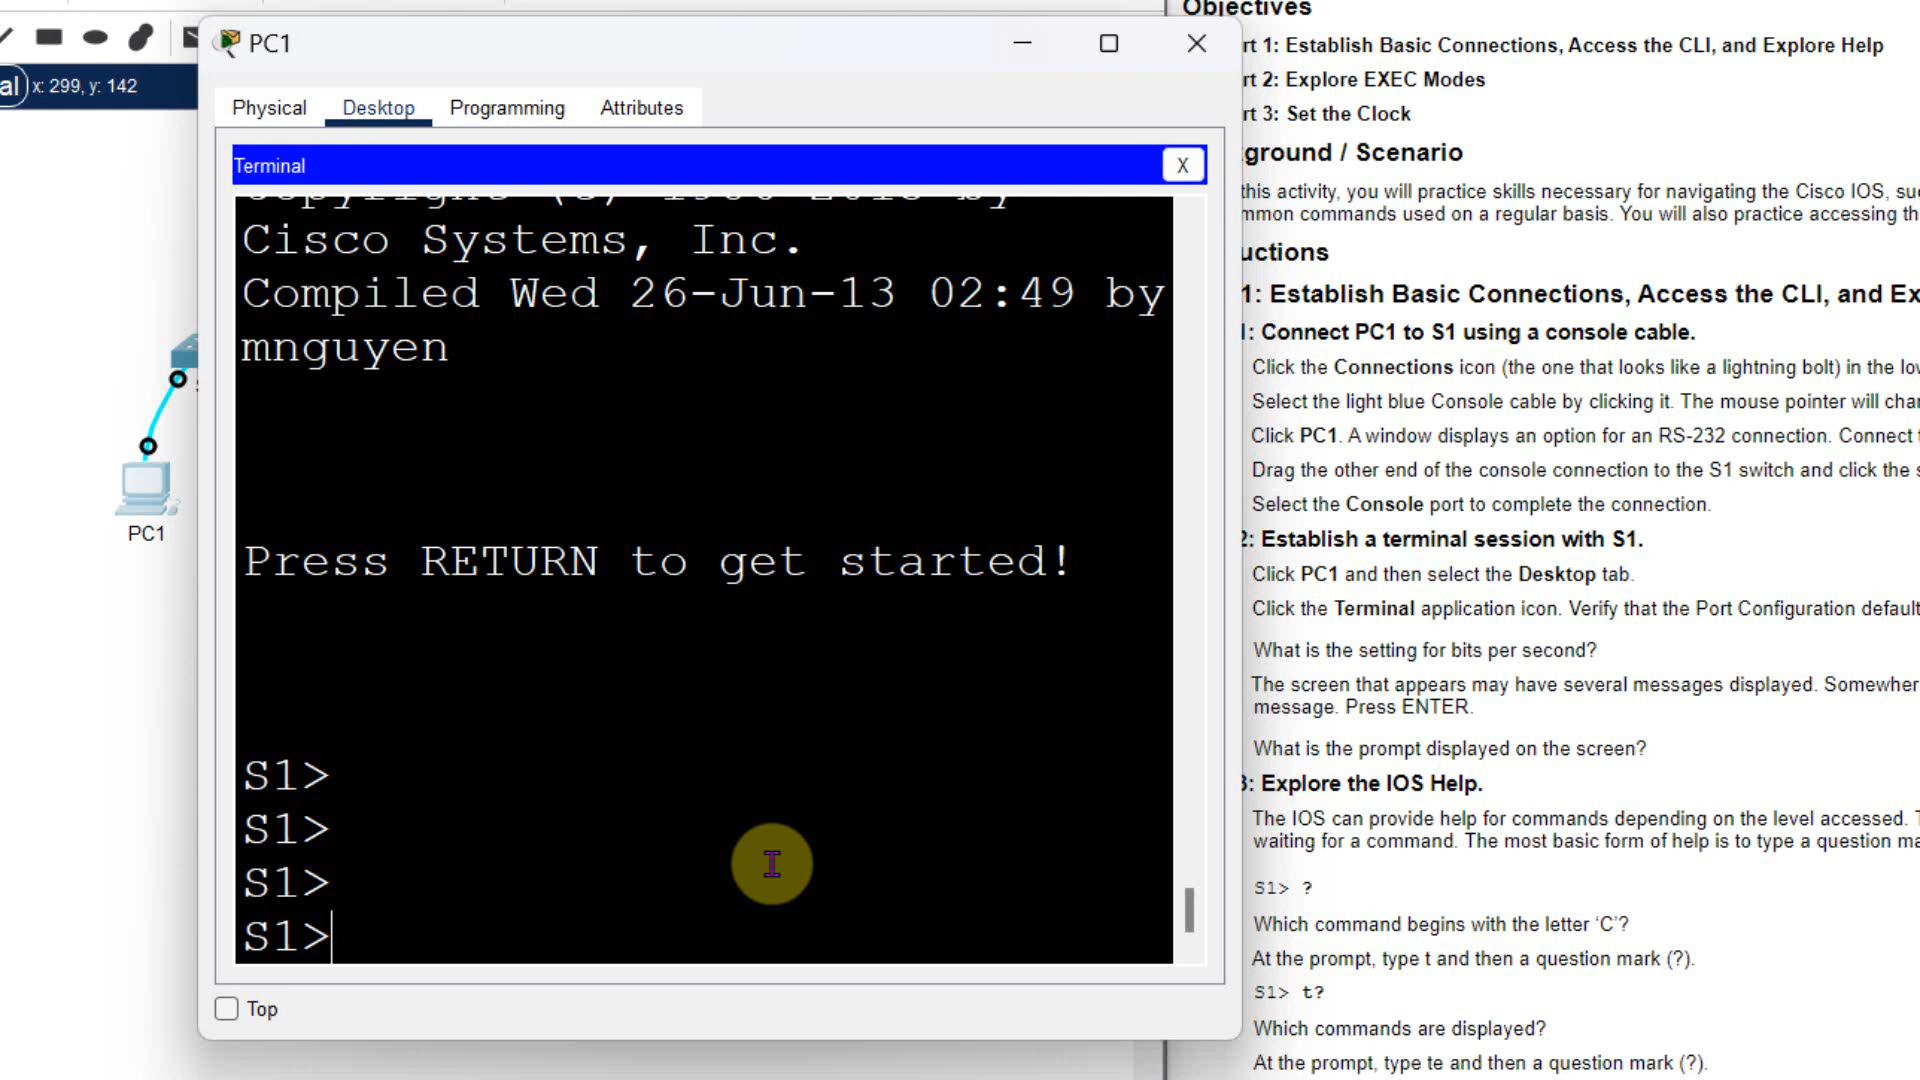 al x: 299, y: 142
PC1
PC1
Physical Desktop Programming Attributes
Terminal X
Cisco Systems, Inc.
Compiled Wed 26-Jun-13 02:49 by
mnguyen
Press RETURN to get started!
S1>
S1>
S1>
S1>
Top
Objectives
rt 1: Establish Basic Connections, Access the CLI, and Explore Help
rt 2: Explore EXEC Modes
rt 3: Set the Clock
ground / Scenario
this activity, you will practice skills necessary for navigating the Cisco IOS, su
mmon commands used on a regular basis. You will also practice accessing th
uctions
1: Establish Basic Connections, Access the CLI, and Ex
: Connect PC1 to S1 using a console cable.
Click the Connections icon (the one that looks like a lightning bolt) in the lo
Select the light blue Console cable by clicking it. The mouse pointer will cha
Click PC1. A window displays an option for an RS-232 connection. Connect
Drag the other end of the console connection to the S1 switch and click the s
Select the Console port to complete the connection.
2: Establish a terminal session with S1.
Click PC1 and then select the Desktop tab.
Click the Terminal application icon. Verify that the Port Configuration default
What is the setting for bits per second?
The screen that appears may have several messages displayed. Somewher
message. Press ENTER.
What is the prompt displayed on the screen?
3: Explore the IOS Help.
The IOS can provide help for commands depending on the level accessed. T
waiting for a command. The most basic form of help is to type a question ma
S1> ?
Which command begins with the letter ‘C’?
At the prompt, type t and then a question mark (?).
S1> t?
Which commands are displayed?
At the prompt, type te and then a question mark (?).